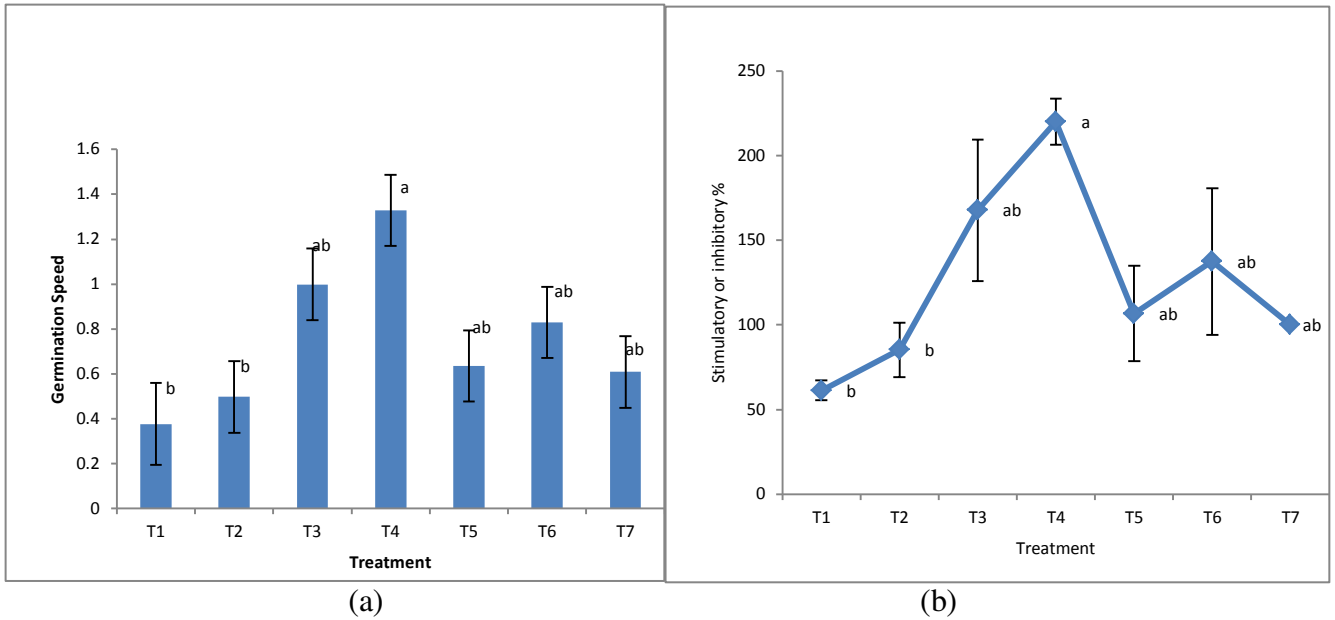 1.6
1.4
1.2
1
0.8
0.6
0.4
0.2
0
Germination Speed
b
b
ab
a
ab
ab
ab
T1 T2 T3 T4 T5 T6 T7
Treatment
(a)
250
200
150
100
50
0
Stimulatory or inhibitory %
b
b
ab
a
ab
ab
ab
T1 T2 T3 T4 T5 T6 T7
Treatment
(b)